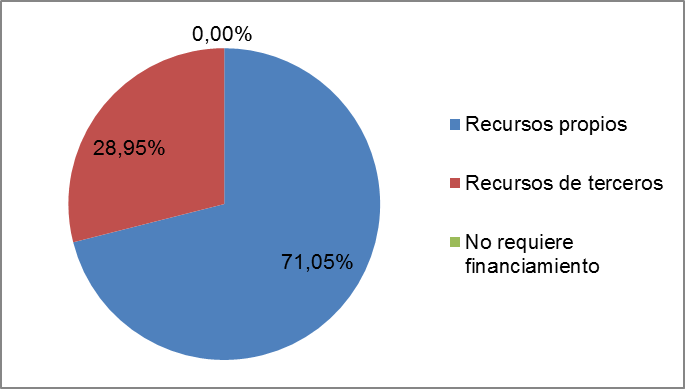 0,00%
28,95%
71,05%
Recursos propios
Recursos de terceros
No requiere
financiamiento